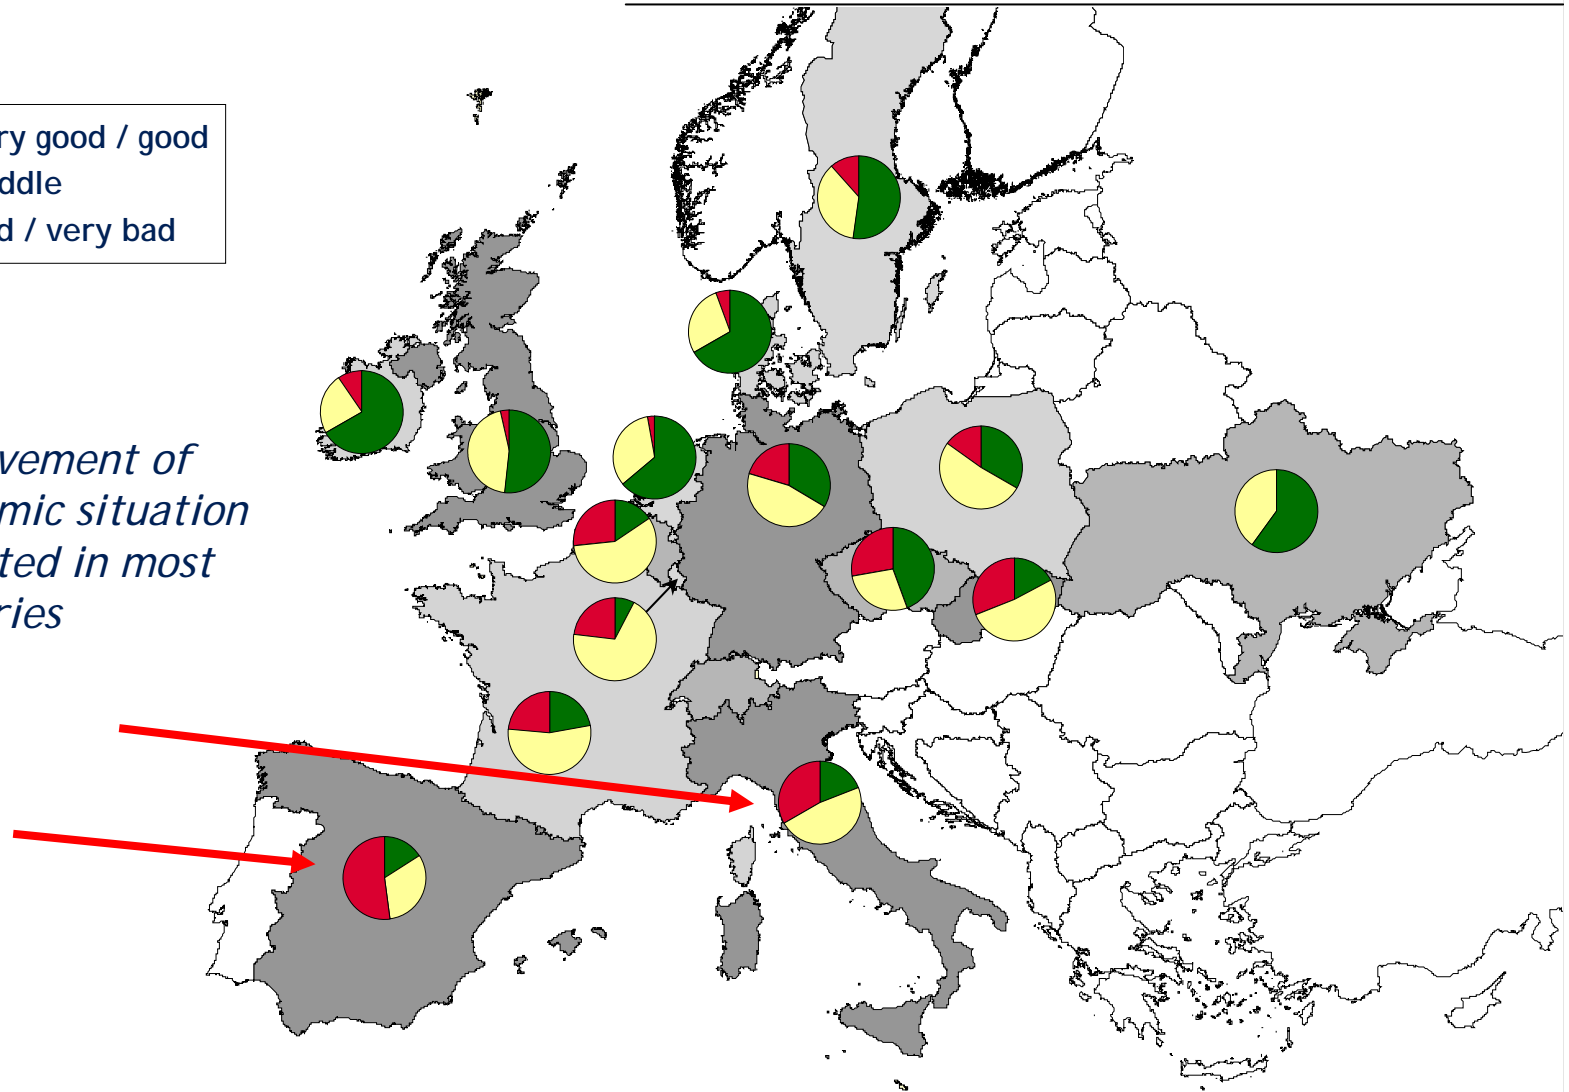 ry good / good
ddle
d / very bad
vement of
mic situation
ted in most
ries